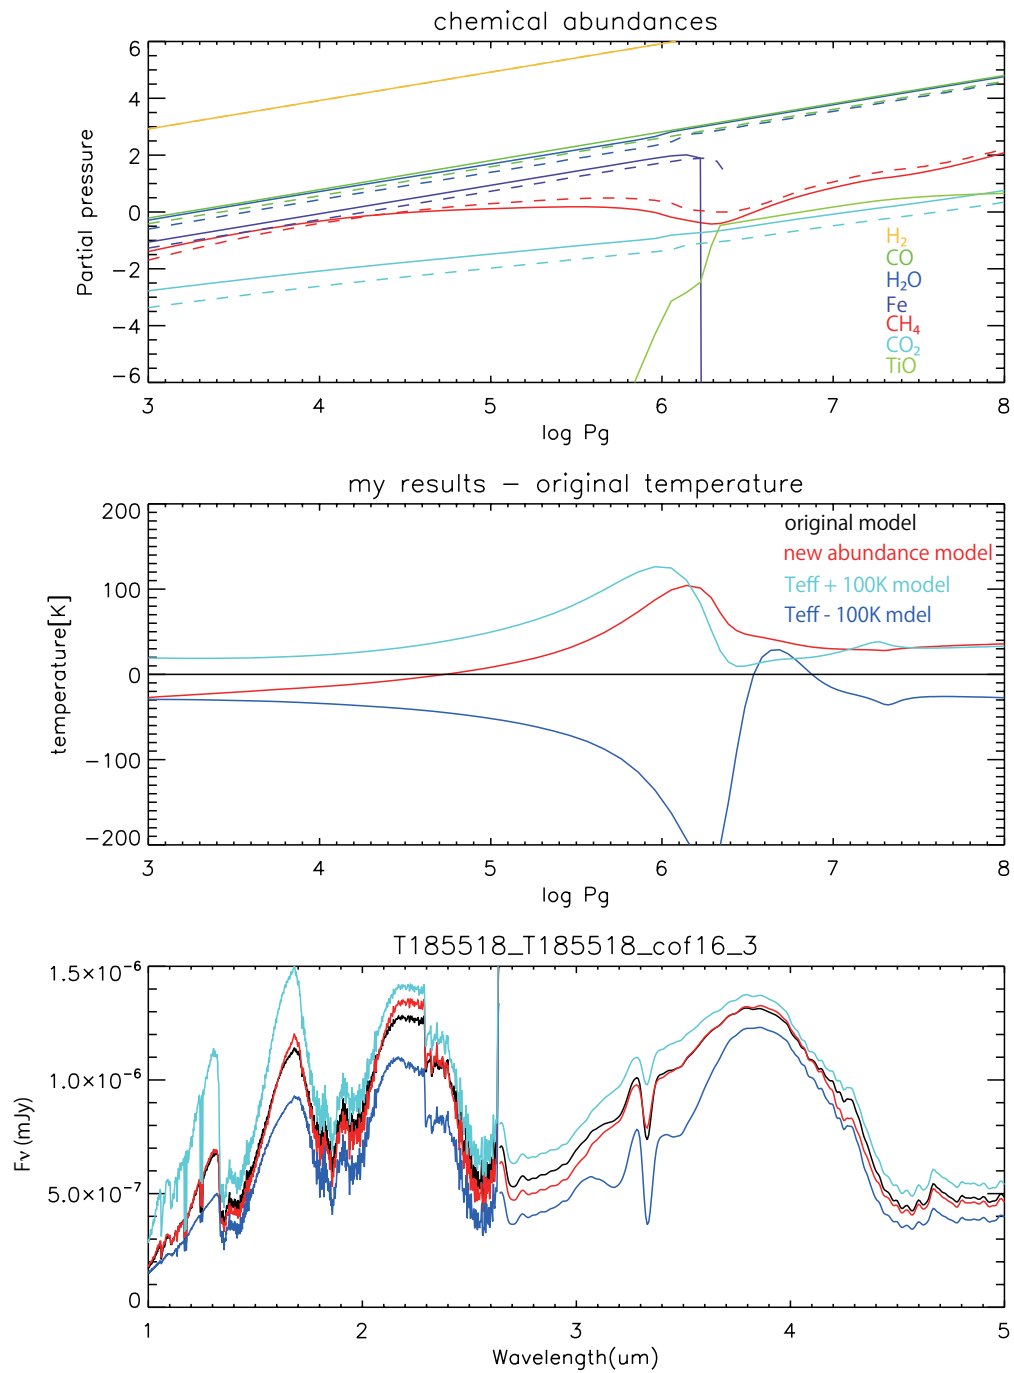 chemical abundances
6
4
2
0
−2
−4
−6
Partial pressure
3 4 5 6 7 8
log Pg
H₂
CO
H₂O
Fe
CH₄
CO₂
TiO
my results − original temperature
200
100
0
−100
−200
temperature[K]
original model
new abundance model
Teff + 100K model
Teff - 100K mdel
3 4 5 6 7 8
log Pg
T185518_T185518_cof16_3
1.5×10⁻⁶
1.0×10⁻⁶
5.0×10⁻⁷
0
Fν (mJy)
1 2 3 4 5
Wavelength(um)